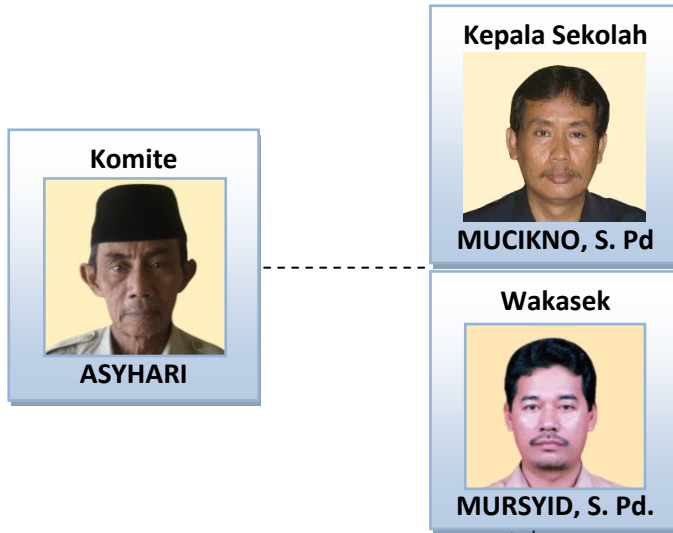 Kepala Sekolah
MUCIKNO, S. Pd
Komite
ASYHARI
Wakasek
MURSYID, S. Pd.